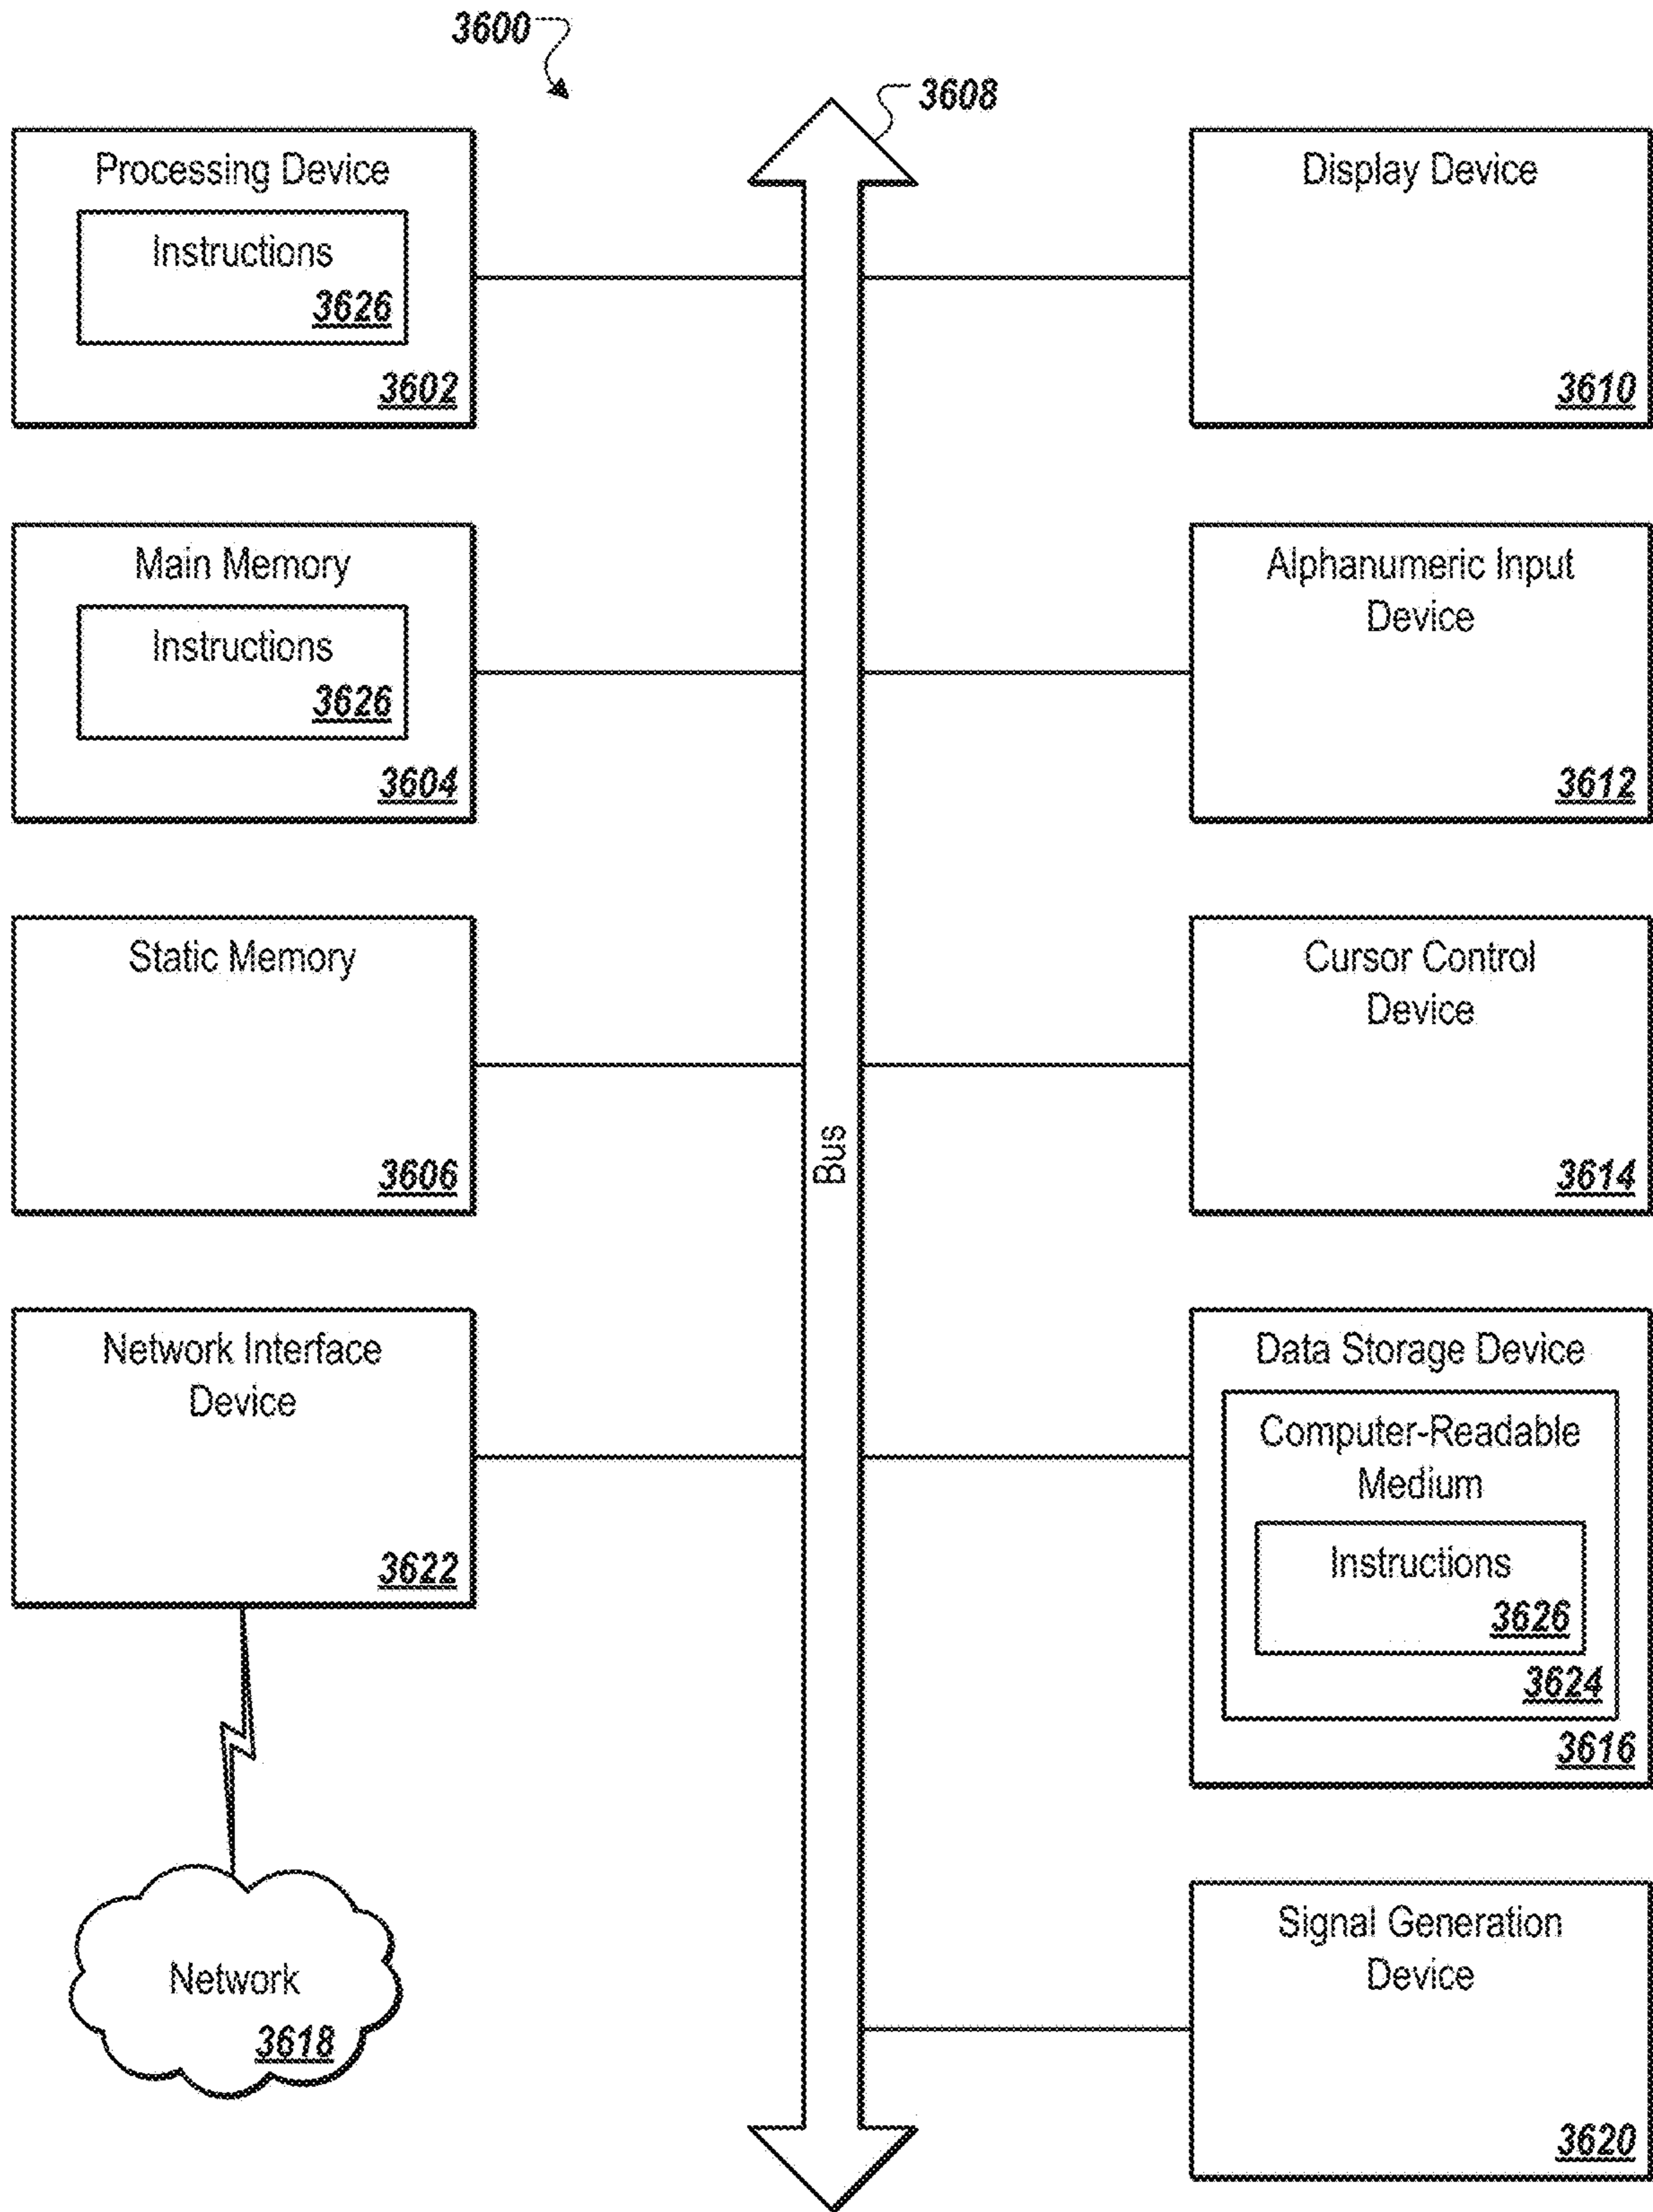 3600
3608
Processing Device
Instructions
3626
3602
Main Memory
Instructions
3626
3604
Static Memory
3606
Network Interface
Device
3622
Network
3618
Bus
Display Device
3610
Alphanumeric Input
Device
3612
Cursor Control
Device
3614
Data Storage Device
Computer-Readable
Medium
Instructions
3626
3624
3616
Signal Generation
Device
3620